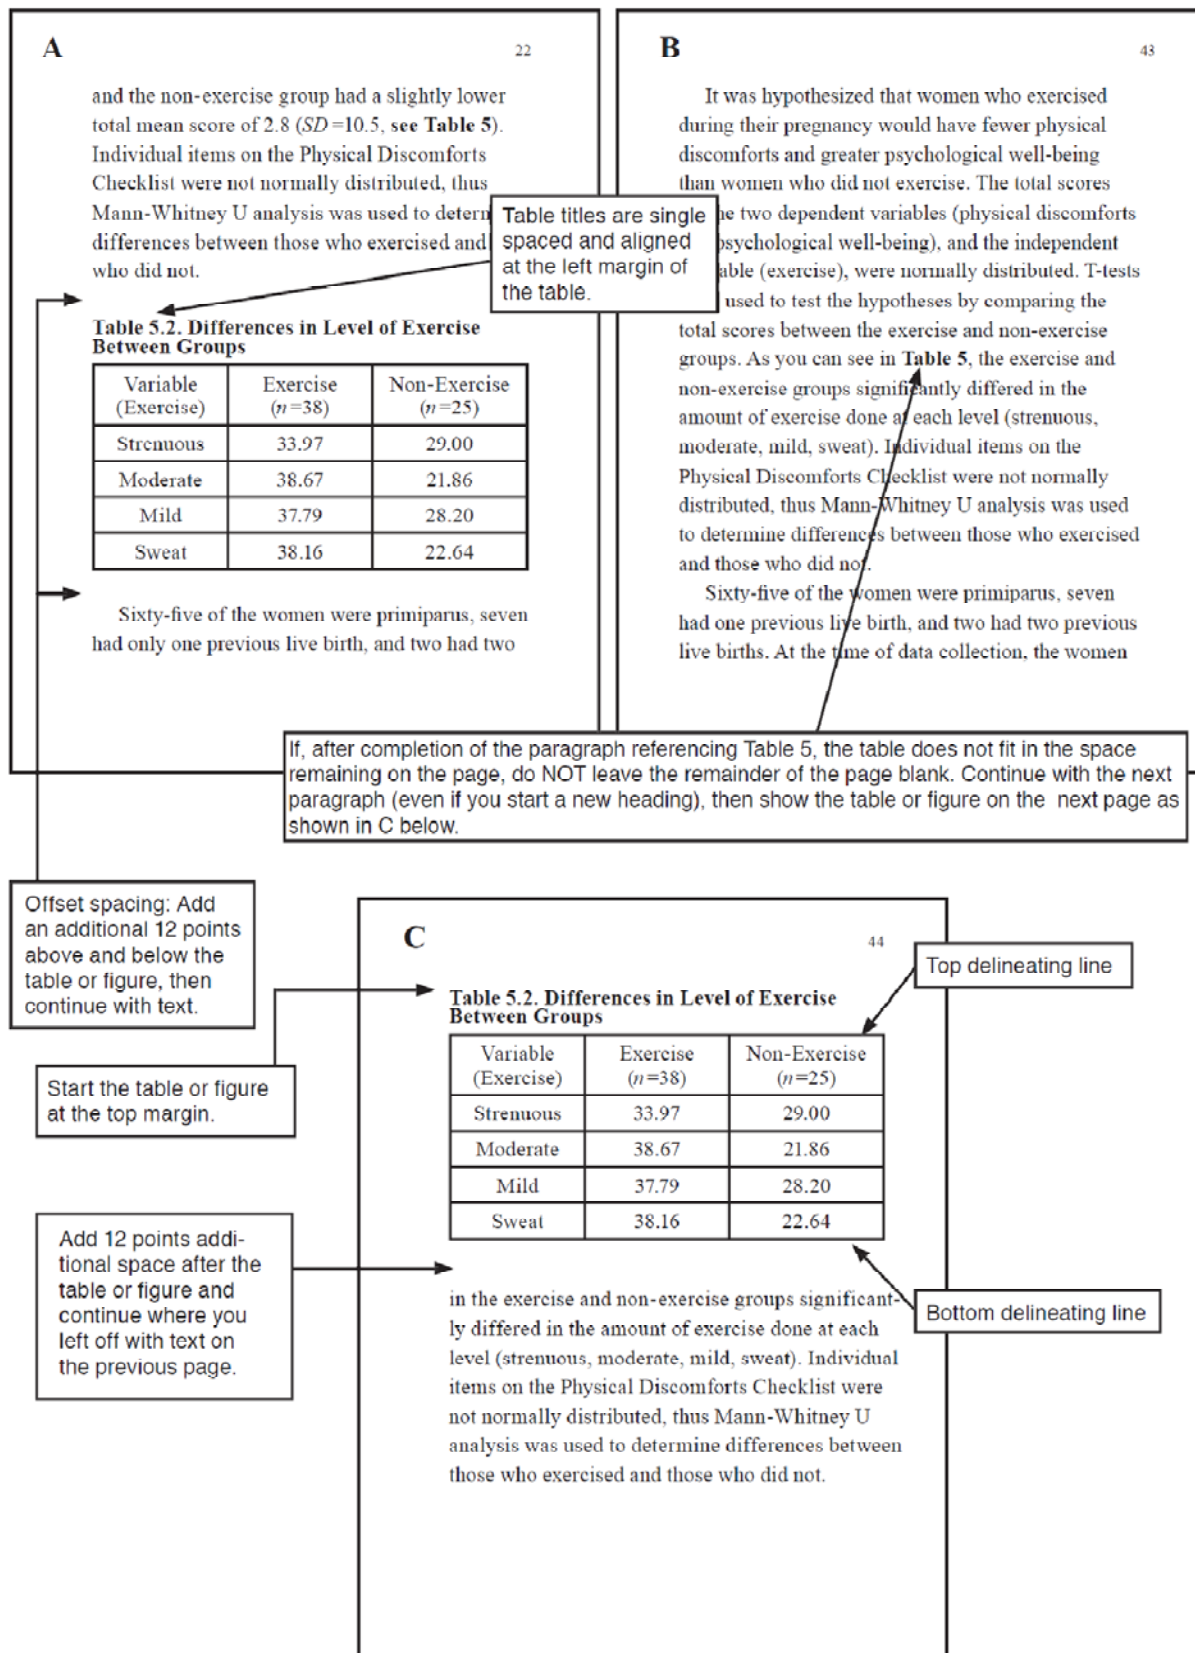 A
22
and the non-exercise group had a slightly lower
total mean score of 2.8 (SD =10.5, see Table 5).
Individual items on the Physical Discomforts
Checklist were not normally distributed, thus
Mann-Whitney U analysis was used to determ
differences between those who exercised and
who did not.
Table titles are single
spaced and aligned
at the left margin of
the table.
Table 5.2. Differences in Level of Exercise
Between Groups
Variable (Exercise) Exercise (n=38) Non-Exercise (n=25)
Strenuous 33.97 29.00
Moderate 38.67 21.86
Mild 37.79 28.20
Sweat 38.16 22.64
Sixty-five of the women were primiparus, seven
had only one previous live birth, and two had two
B
43
It was hypothesized that women who exercised
during their pregnancy would have fewer physical
discomforts and greater psychological well-being
than women who did not exercise. The total scores
ne two dependent variables (physical discomforts
psychological well-being), and the independent
able (exercise), were normally distributed. T-tests
used to test the hypotheses by comparing the
total scores between the exercise and non-exercise
groups. As you can see in Table 5, the exercise and
non-exercise groups significantly differed in the
amount of exercise done at each level (strenuous,
moderate, mild, sweat). Individual items on the
Physical Discomforts Checklist were not normally
distributed, thus Mann-Whitney U analysis was used
to determine differences between those who exercised
and those who did not.
Sixty-five of the women were primiparus, seven
had one previous live birth, and two had two previous
live births. At the time of data collection, the women
If, after completion of the paragraph referencing Table 5, the table does not fit in the space
remaining on the page, do NOT leave the remainder of the page blank. Continue with the next
paragraph (even if you start a new heading), then show the table or figure on the next page as
shown in C below.
Offset spacing: Add
an additional 12 points
above and below the
table or figure, then
continue with text.
Start the table or figure
at the top margin.
Add 12 points addi-
tional space after the
table or figure and
continue where you
left off with text on
the previous page.
C
44
Top delineating line
Table 5.2. Differences in Level of Exercise
Between Groups
Variable (Exercise) Exercise (n=38) Non-Exercise (n=25)
Strenuous 33.97 29.00
Moderate 38.67 21.86
Mild 37.79 28.20
Sweat 38.16 22.64
Bottom delineating line
in the exercise and non-exercise groups significant-
ly differed in the amount of exercise done at each
level (strenuous, moderate, mild, sweat). Individual
items on the Physical Discomforts Checklist were
not normally distributed, thus Mann-Whitney U
analysis was used to determine differences between
those who exercised and those who did not.